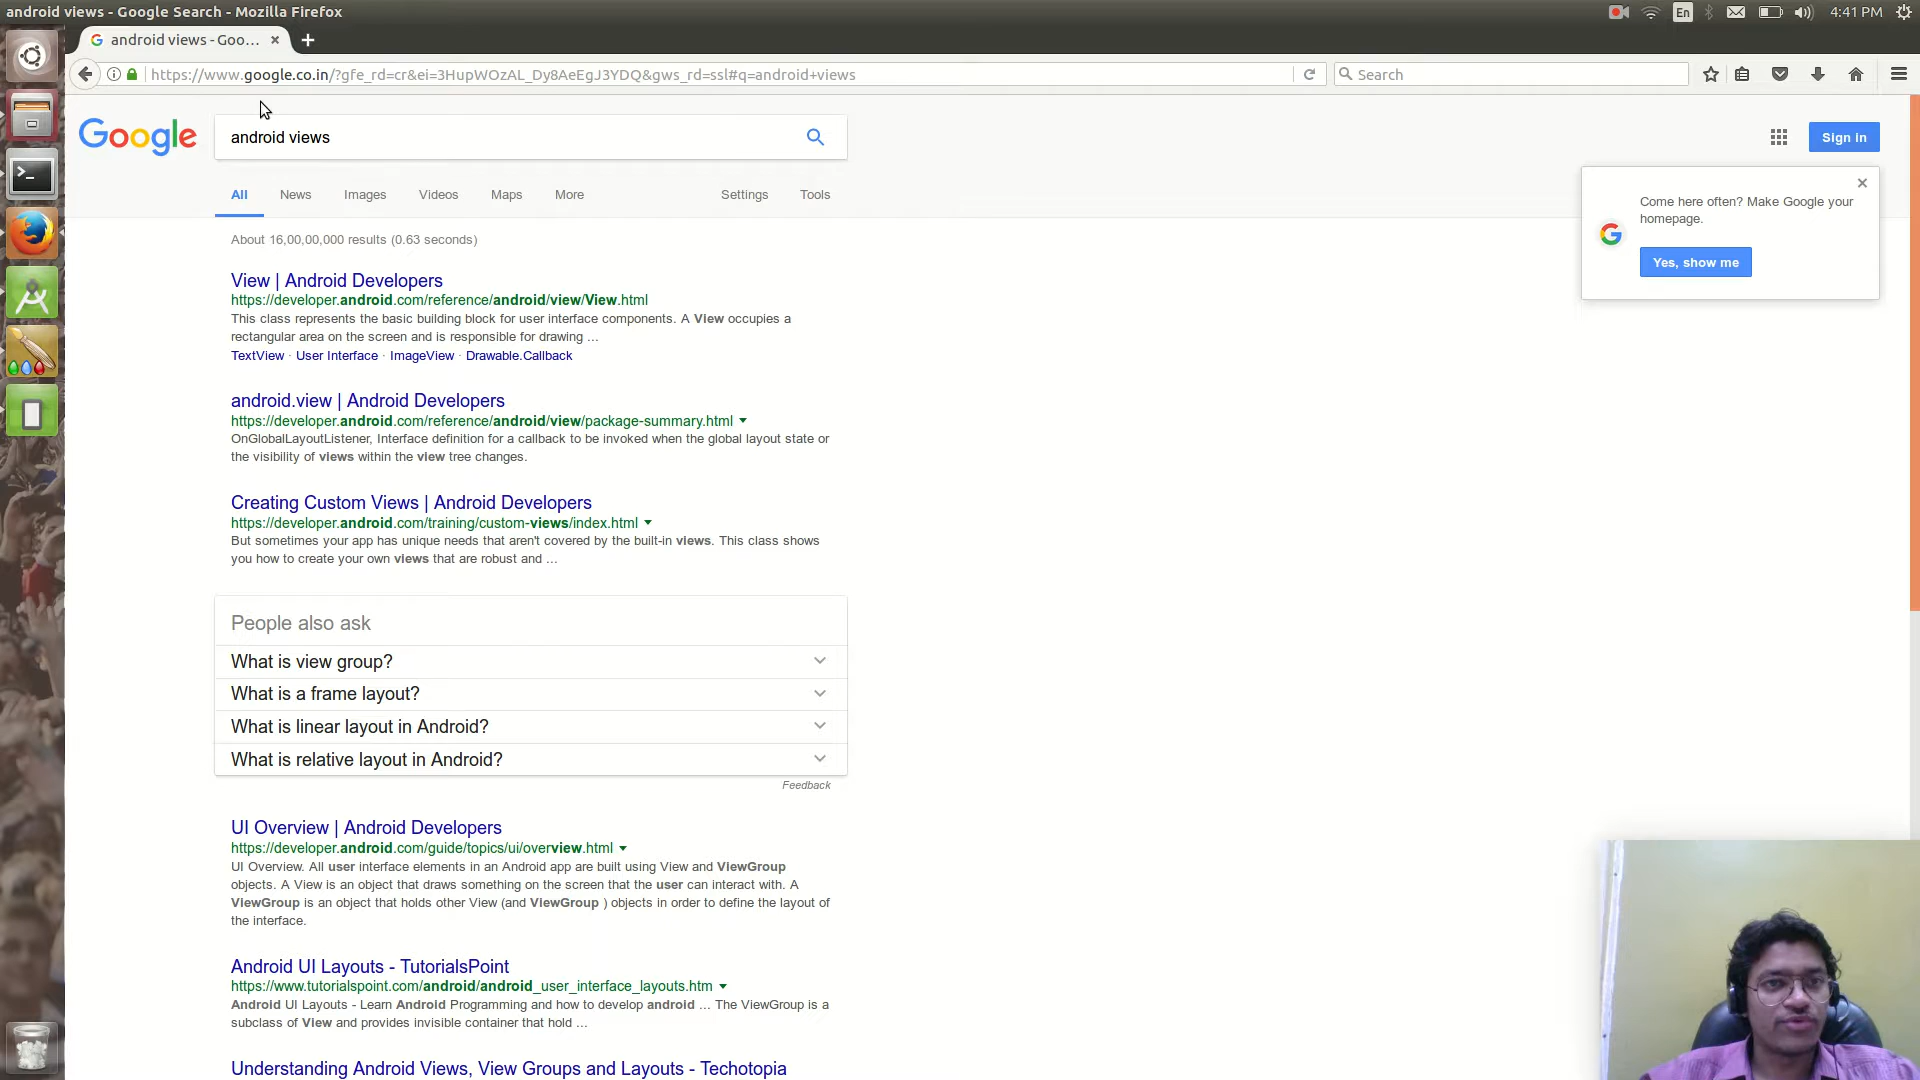 android views - Google Search - Mozilla Firefox
En
4:41 PM
android views - Goo...
https://www.google.co.in/?gfe_rd=cr&ei=3HupWOzAL_Dy8AeEgJ3YDQ&gws_rd=ssl#q=android+views
Search
Google
android views
Sign in
All
News
Images
Videos
Maps
More
Settings
Tools
Come here often? Make Google your
homepage.
Yes, show me
About 16,00,00,000 results (0.63 seconds)
View | Android Developers
https://developer.android.com/reference/android/view/View.html
This class represents the basic building block for user interface components. A View occupies a
rectangular area on the screen and is responsible for drawing ...
TextView · User Interface · ImageView · Drawable.Callback
android.view | Android Developers
https://developer.android.com/reference/android/view/package-summary.html
OnGlobalLayoutListener, Interface definition for a callback to be invoked when the global layout state or
the visibility of views within the view tree changes.
Creating Custom Views | Android Developers
https://developer.android.com/training/custom-views/index.html
But sometimes your app has unique needs that aren't covered by the built-in views. This class shows
you how to create your own views that are robust and ...
People also ask
What is view group?
What is a frame layout?
What is linear layout in Android?
What is relative layout in Android?
Feedback
UI Overview | Android Developers
https://developer.android.com/guide/topics/ui/overview.html
UI Overview. All user interface elements in an Android app are built using View and ViewGroup
objects. A View is an object that draws something on the screen that the user can interact with. A
ViewGroup is an object that holds other View (and ViewGroup ) objects in order to define the layout of
the interface.
Android UI Layouts - TutorialsPoint
https://www.tutorialspoint.com/android/android_user_interface_layouts.htm
Android UI Layouts - Learn Android Programming and how to develop android ... The ViewGroup is a
subclass of View and provides invisible container that hold ...
Understanding Android Views, View Groups and Layouts - Techotopia